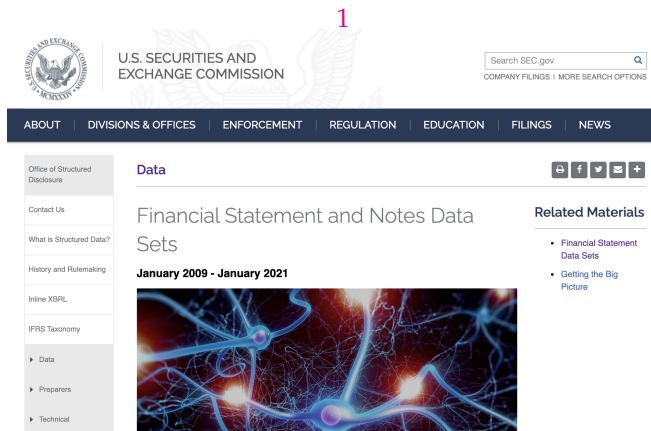 1
U.S. SECURITIES AND
EXCHANGE COMMISSION
Search SEC.gov
COMPANY FILINGS | MORE SEARCH OPTIONS
ABOUT | DIVISIONS & OFFICES | ENFORCEMENT | REGULATION | EDUCATION | FILINGS | NEWS
Office of Structured
Disclosure
Contact Us
What is Structured Data?
History and Rulemaking
Inline XBRL
IFRS Taxonomy
Data
Preparers
Technical
Data
Financial Statement and Notes Data
Sets
January 2009 - January 2021
Related Materials
Financial Statement
Data Sets
Getting the Big
Picture